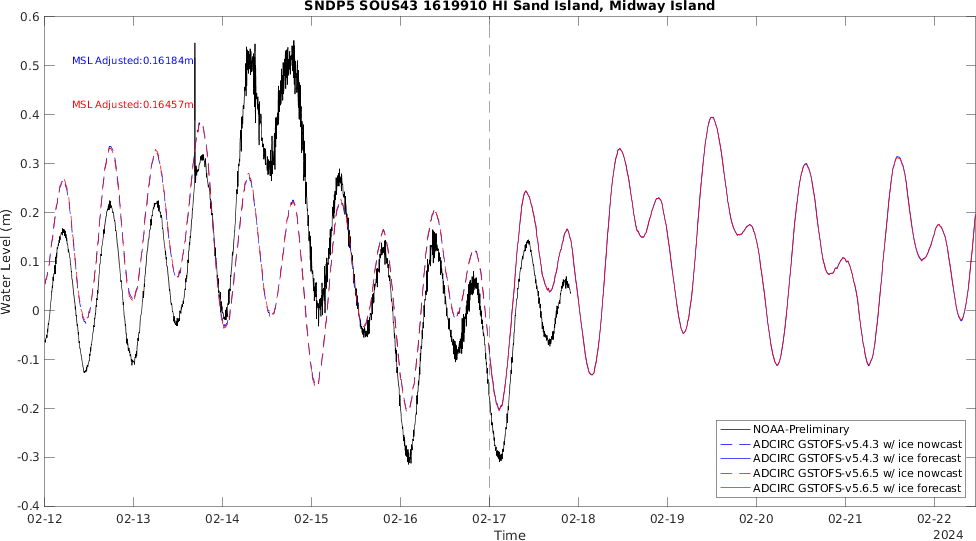 SNDP5 SOUS43 1619910 HI Sand Island, Midway Island
0.6
0.5
0.4
0.3
0.2
0.1
0
-0.1
-0.2
-0.3
-0.4
Water Level (m)
MSL Adjusted:0.16184m
MSL Adjusted:0.16457m
NOAA-Preliminary
ADCIRC GSTOFS-v5.4.3 w/ ice nowcast
ADCIRC GSTOFS-v5.4.3 w/ ice forecast
ADCIRC GSTOFS-v5.6.5 w/ ice nowcast
ADCIRC GSTOFS-v5.6.5 w/ ice forecast
02-12 02-13 02-14 02-15 02-16 02-17 02-18 02-19 02-20 02-21 02-22
2024
Time